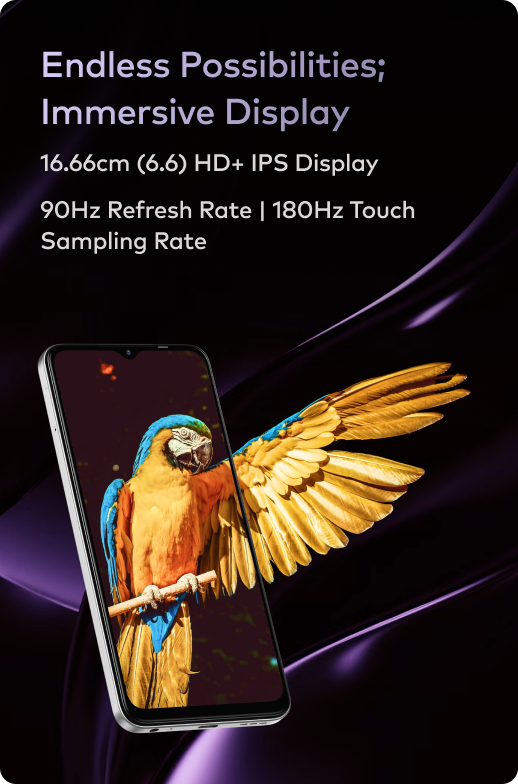 Endless Possibilities;
Immersive Display
16.66cm (6.6) HD+ IPS Display
90Hz Refresh Rate | 180Hz Touch
Sampling Rate